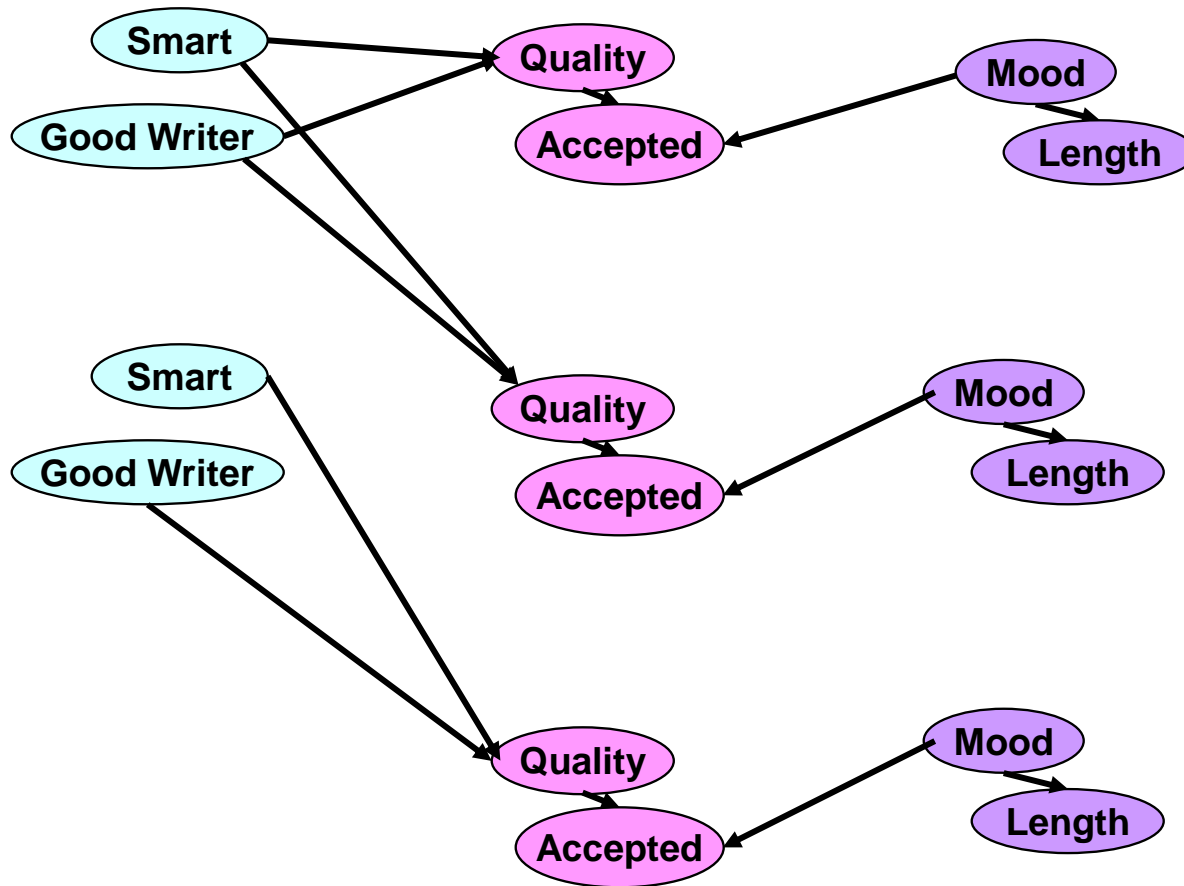 Smart
Quality
Mood
Good Writer
Accepted
Length
Smart
Quality
Mood
Good Writer
Accepted
Length
Quality
Mood
Accepted
Length